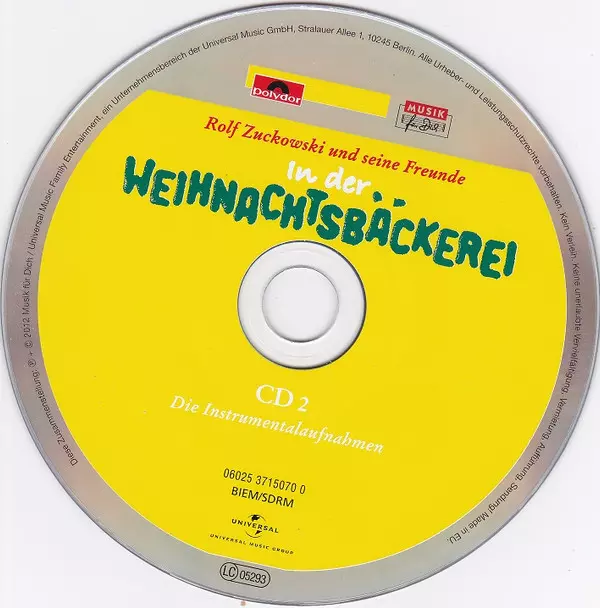 Diese Zusammenstellung: ℗ + © 2012 Musik für Dich / Universal Music Family Entertainment, ein Unternehmensbereich der Universal Music GmbH, Stralauer Allee 1, 10245 Berlin. Alle Urheber- und Leistungsschutzrechte vorbehalten. Kein Verleih. Keine unerlaubte Vervielfältigung, Vermietung, Aufführung, Sendung! Made in EU.
Polydor
MUSIK
für Dich
Rolf Zuckowski und seine Freunde
in der
WEIHNACHTSBÄCKEREI
CD 2
Die Instrumentalaufnahmen
06025 3715070 0
BIEM/SDRM
UNIVERSAL
UNIVERSAL MUSIC GROUP
LC 05293